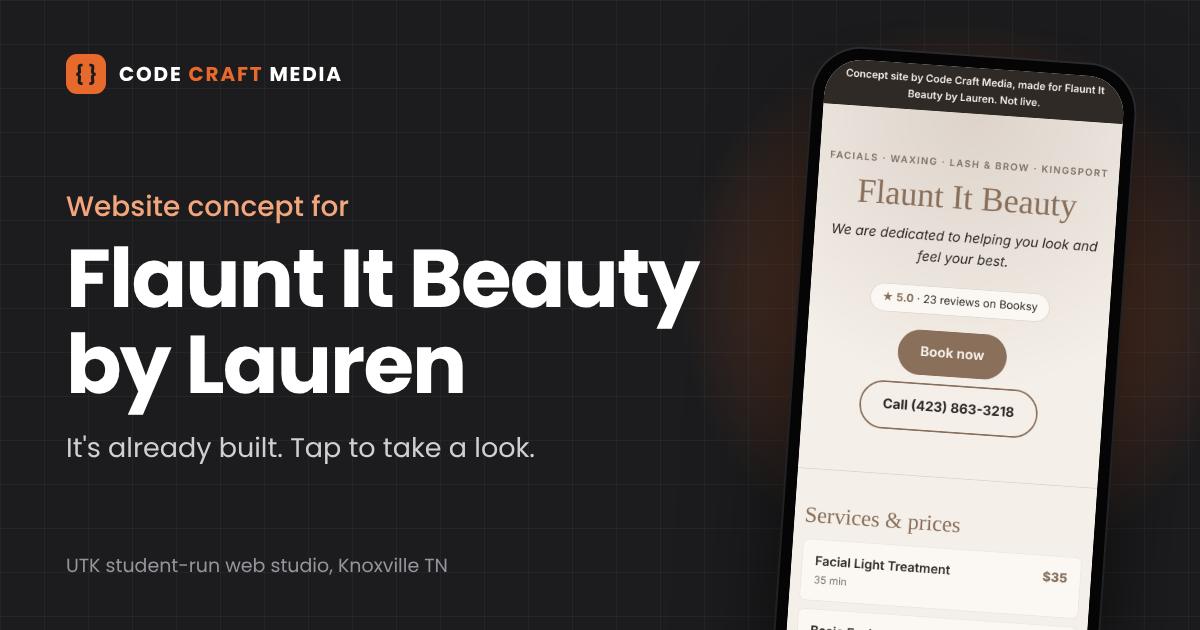 { } CODE CRAFT MEDIA
Website concept for
Flaunt It Beauty
by Lauren
It's already built. Tap to take a look.
UTK student-run web studio, Knoxville TN
Concept site by Code Craft Media, made for Flaunt It
Beauty by Lauren. Not live.
FACIALS · WAXING · LASH & BROW · KINGSPORT
Flaunt It Beauty
We are dedicated to helping you look and
feel your best.
★ 5.0 · 23 reviews on Booksy
Book now
Call (423) 863-3218
Services & prices
Facial Light Treatment $35
35 min